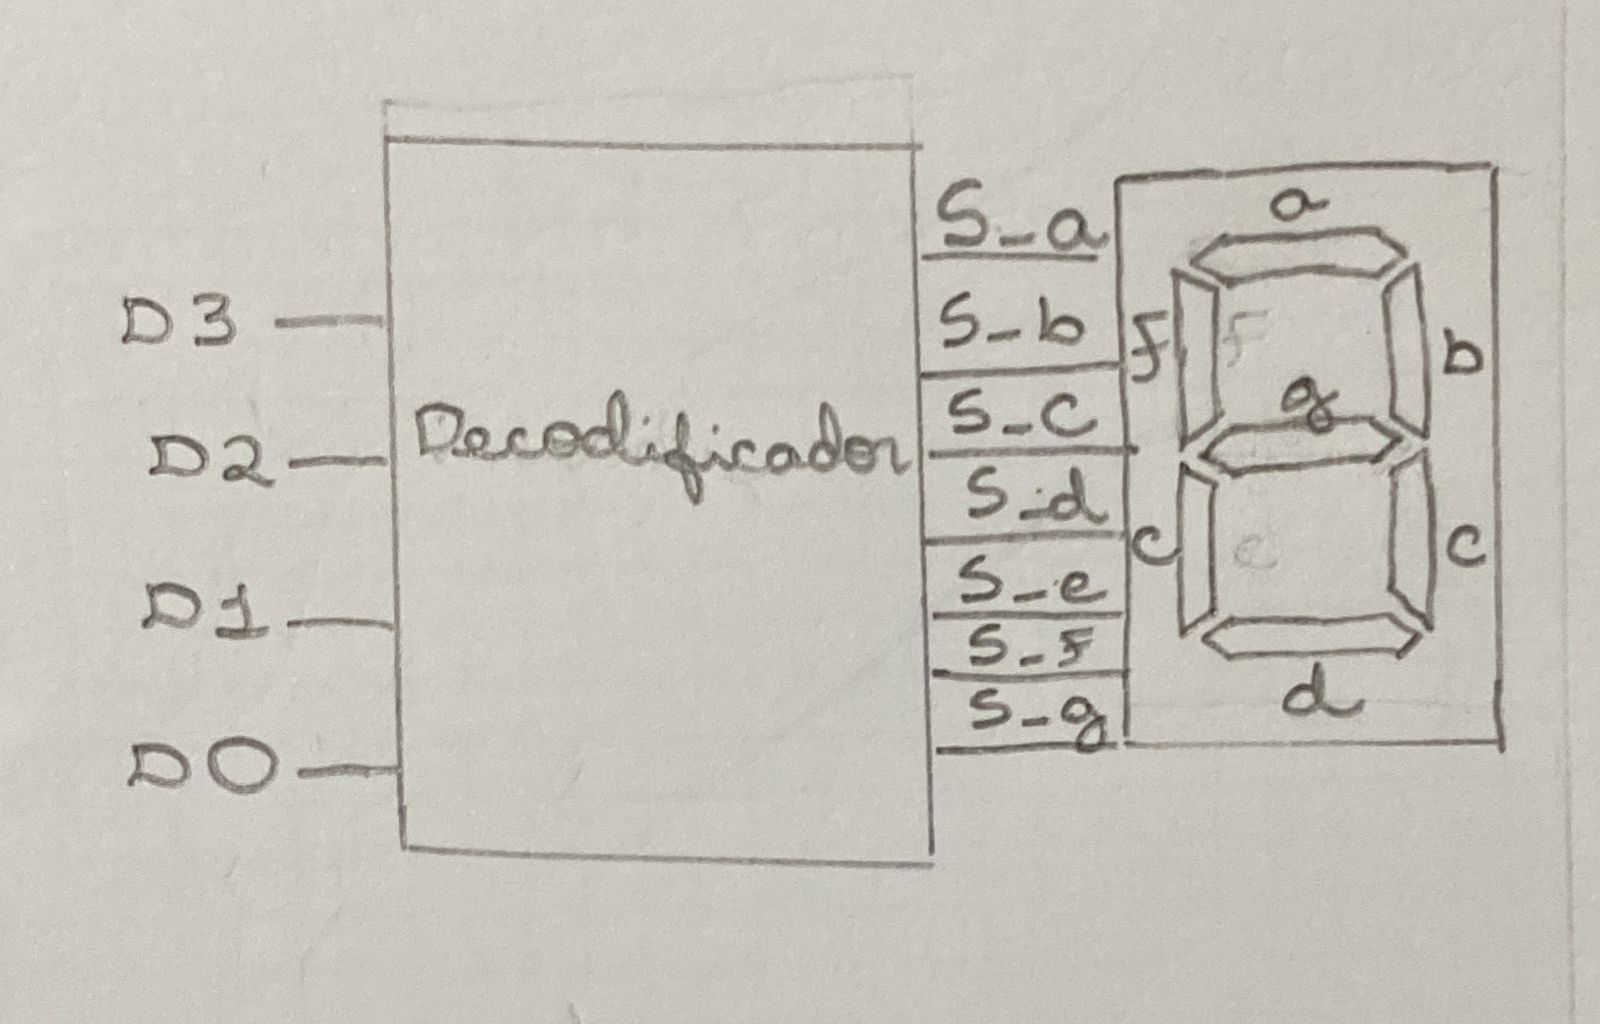 D3
D2
D1
D0
Decodificador
S_a
S_b
S_c
S_d
S_e
S_F
S_g
a
F F
b
g
c e
c
d